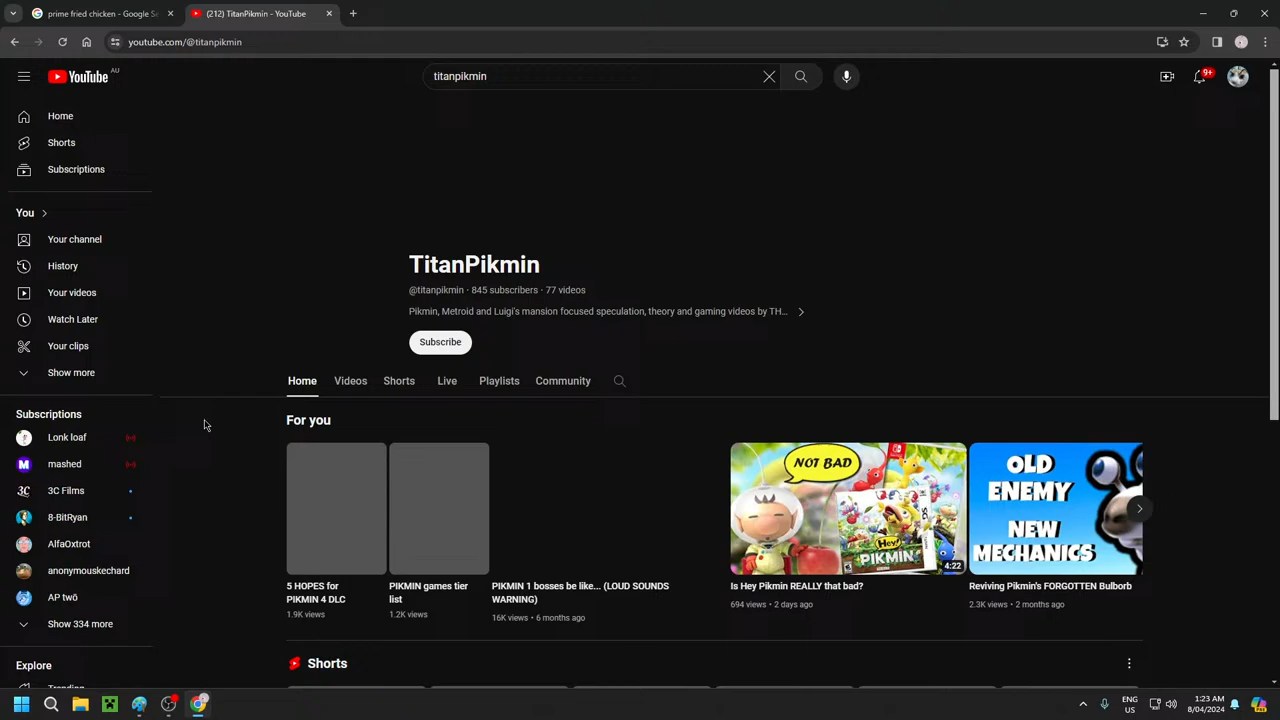 prime fried chicken - Google Se
(212) TitanPikmin - YouTube
youtube.com/@titanpikmin
YouTube AU
titanpikmin
9+
Home
Shorts
Subscriptions
You
Your channel
History
Your videos
Watch Later
Your clips
Show more
Subscriptions
Lonk loaf
mashed
3C Films
8-BitRyan
AlfaOxtrot
anonymouskechard
AP twō
Show 334 more
Explore
TitanPikmin
@titanpikmin · 845 subscribers · 77 videos
Pikmin, Metroid and Luigi's mansion focused speculation, theory and gaming videos by TH...
Subscribe
Home Videos Shorts Live Playlists Community
For you
NOT BAD
Hey!
PIKMIN
4:22
OLD
ENEMY
NEW
MECHANICS
5 HOPES for
PIKMIN 4 DLC
1.9K views
PIKMIN games tier
list
1.2K views
PIKMIN 1 bosses be like... (LOUD SOUNDS
WARNING)
16K views • 6 months ago
Is Hey Pikmin REALLY that bad?
694 views • 2 days ago
Reviving Pikmin's FORGOTTEN Bulborb
2.3K views • 2 months ago
Shorts
ENG
US
1:23 AM
8/04/2024